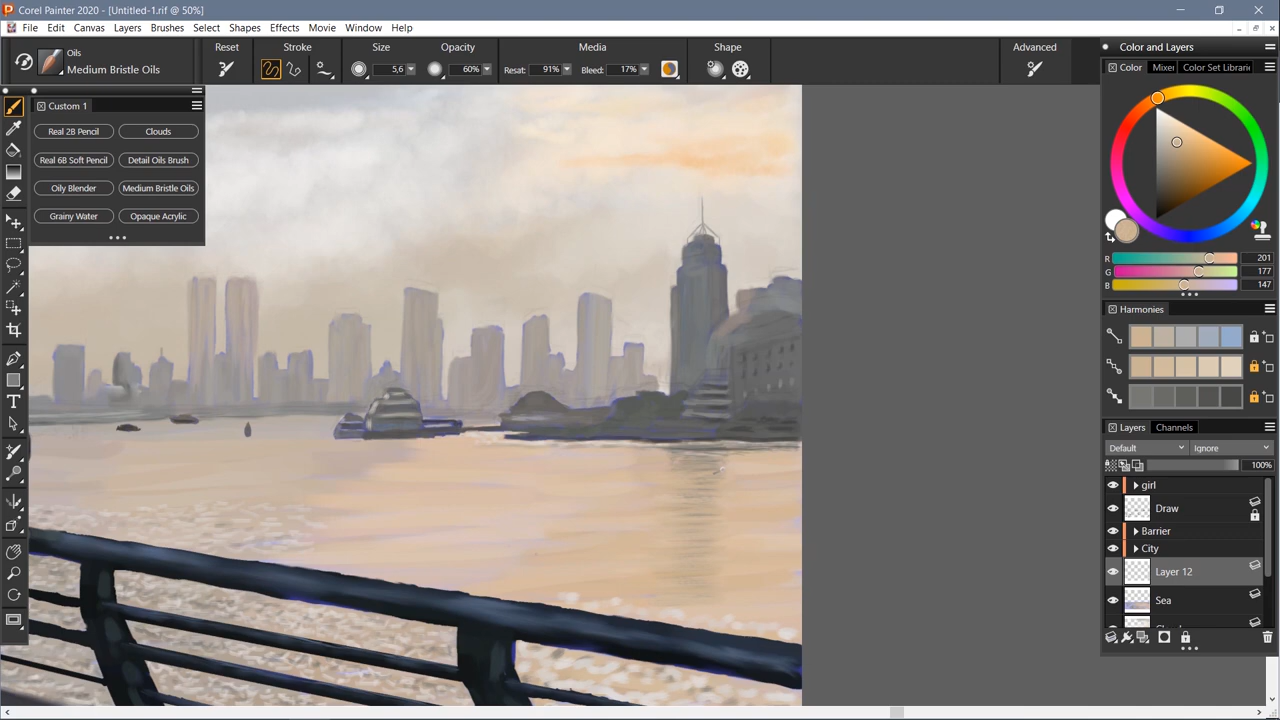 Corel Painter 2020 - [Untitled-1.rif @ 50%]
File Edit Canvas Layers Brushes Select Shapes Effects Movie Window Help
Oils
Medium Bristle Oils
Reset Stroke Size Opacity Media Shape Advanced
5,6 60% Resat: 91% Bleed: 17%
Color and Layers
Color Mixer Color Set Librari
Custom 1
Real 2B Pencil Clouds
Real 6B Soft Pencil Detail Oils Brush
Oily Blender Medium Bristle Oils
Grainy Water Opaque Acrylic
R 201
G 177
B 147
Harmonies
Layers Channels
Default Ignore
100%
girl
Draw
Barrier
City
Layer 12
Sea